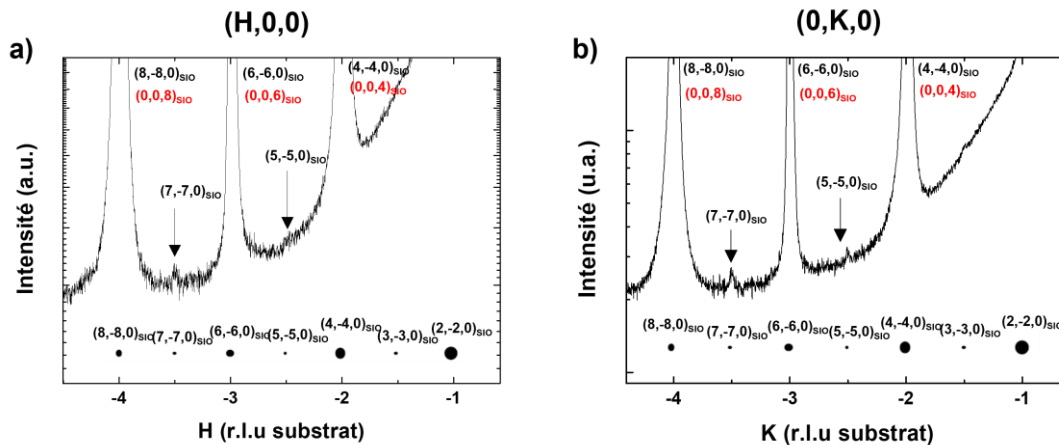 (H,0,0)
a)
(8,-8,0)SIO
(0,0,8)SIO
(6,-6,0)SIO
(0,0,6)SIO
(4,-4,0)SIO
(0,0,4)SIO
(7,-7,0)SIO
(5,-5,0)SIO
Intensité (a.u.)
(8,-8,0)SIO
(7,-7,0)SIO
(6,-6,0)SIO
(5,-5,0)SIO
(4,-4,0)SIO
(3,-3,0)SIO
(2,-2,0)SIO
-4 -3 -2 -1
H (r.l.u substrat)
(0,K,0)
b)
(8,-8,0)SIO
(0,0,8)SIO
(6,-6,0)SIO
(0,0,6)SIO
(4,-4,0)SIO
(0,0,4)SIO
(7,-7,0)SIO
(5,-5,0)SIO
Intensité (u.a.)
(8,-8,0)SIO
(7,-7,0)SIO
(6,-6,0)SIO
(5,-5,0)SIO
(4,-4,0)SIO
(3,-3,0)SIO
(2,-2,0)SIO
-4 -3 -2 -1
K (r.l.u substrat)